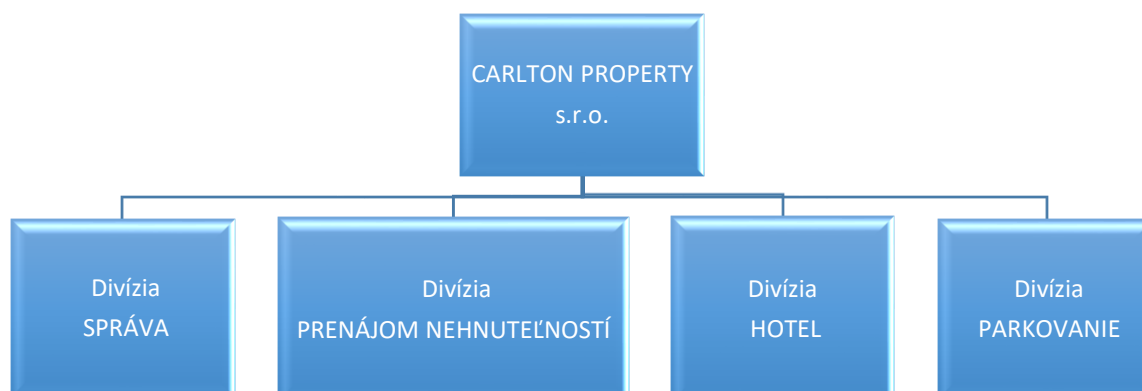 CARLTON PROPERTY
s.r.o.
Divízia
SPRÁVA
Divízia
PRENÁJOM NEHNUTEĽNOSTÍ
Divízia
HOTEL
Divízia
PARKOVANIE